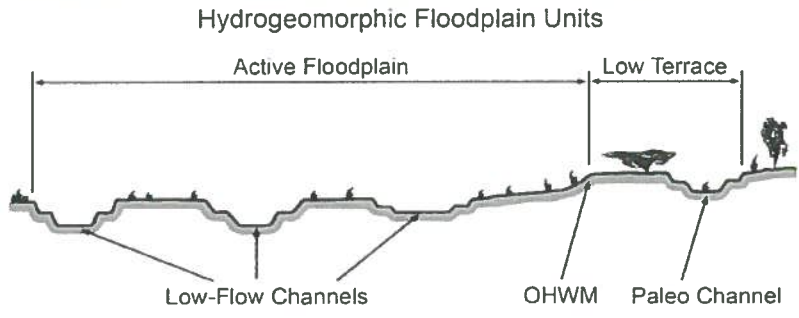 Hydrogeomorphic Floodplain Units
Active Floodplain
Low Terrace
Low-Flow Channels
OHWM
Paleo Channel